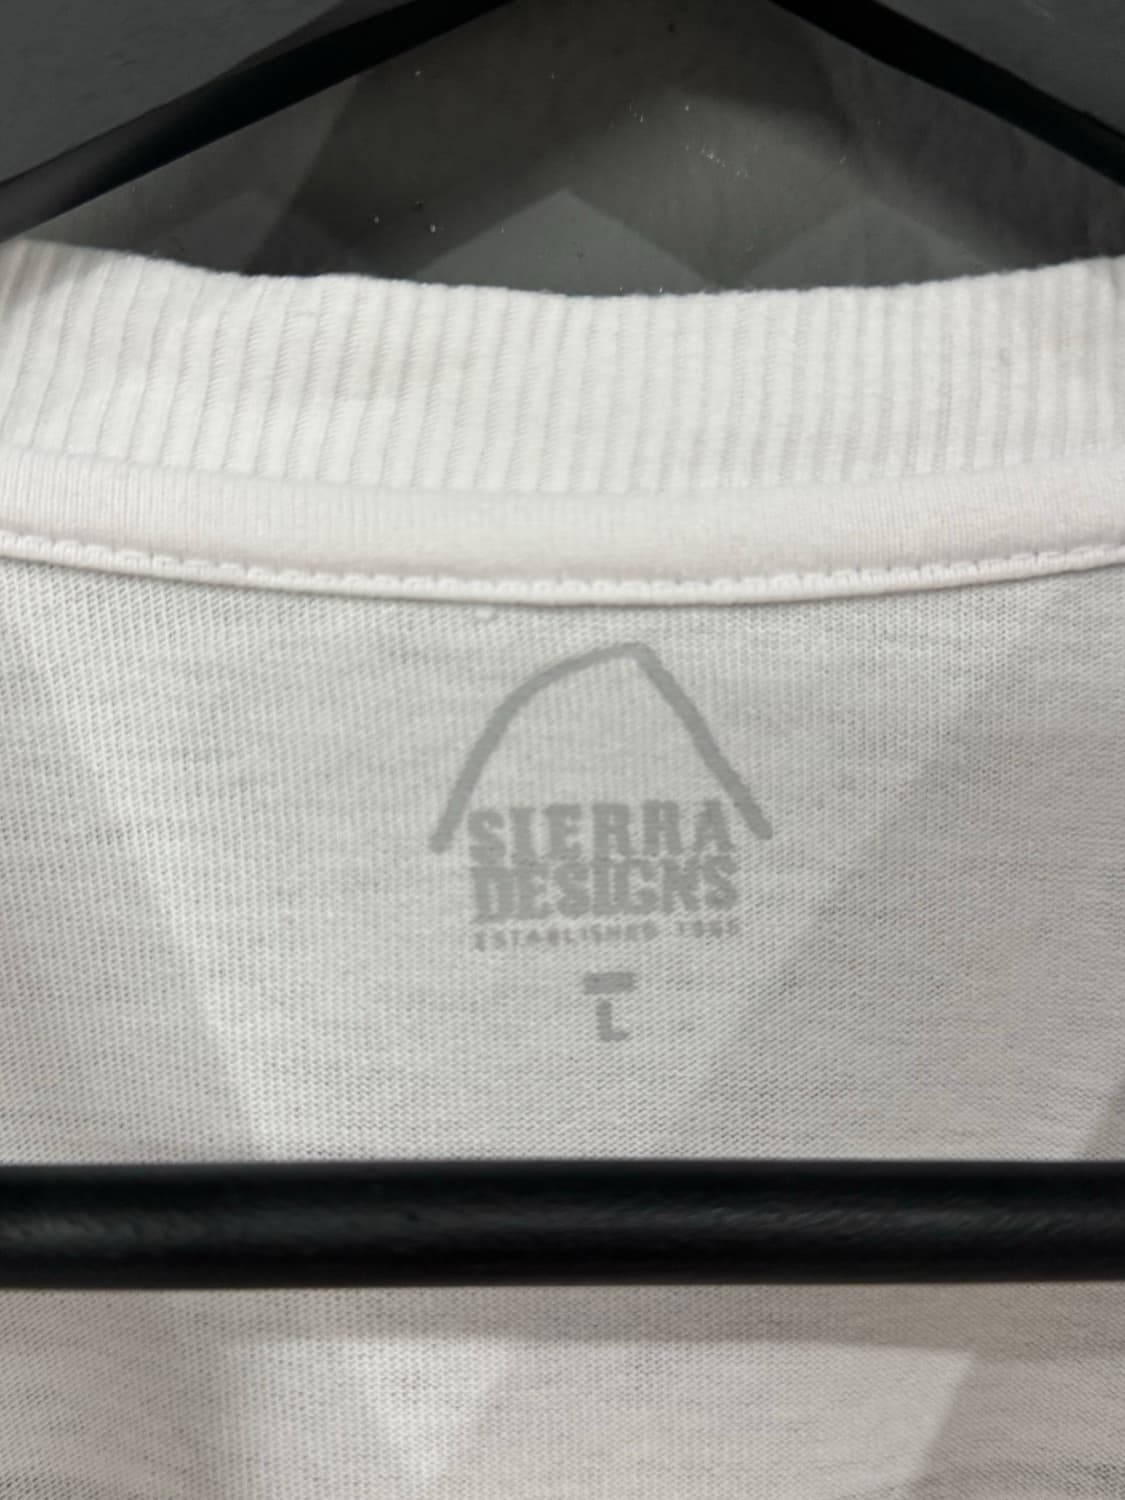 SIERRA
DESIGNS
ESTABLISHED 1965
L